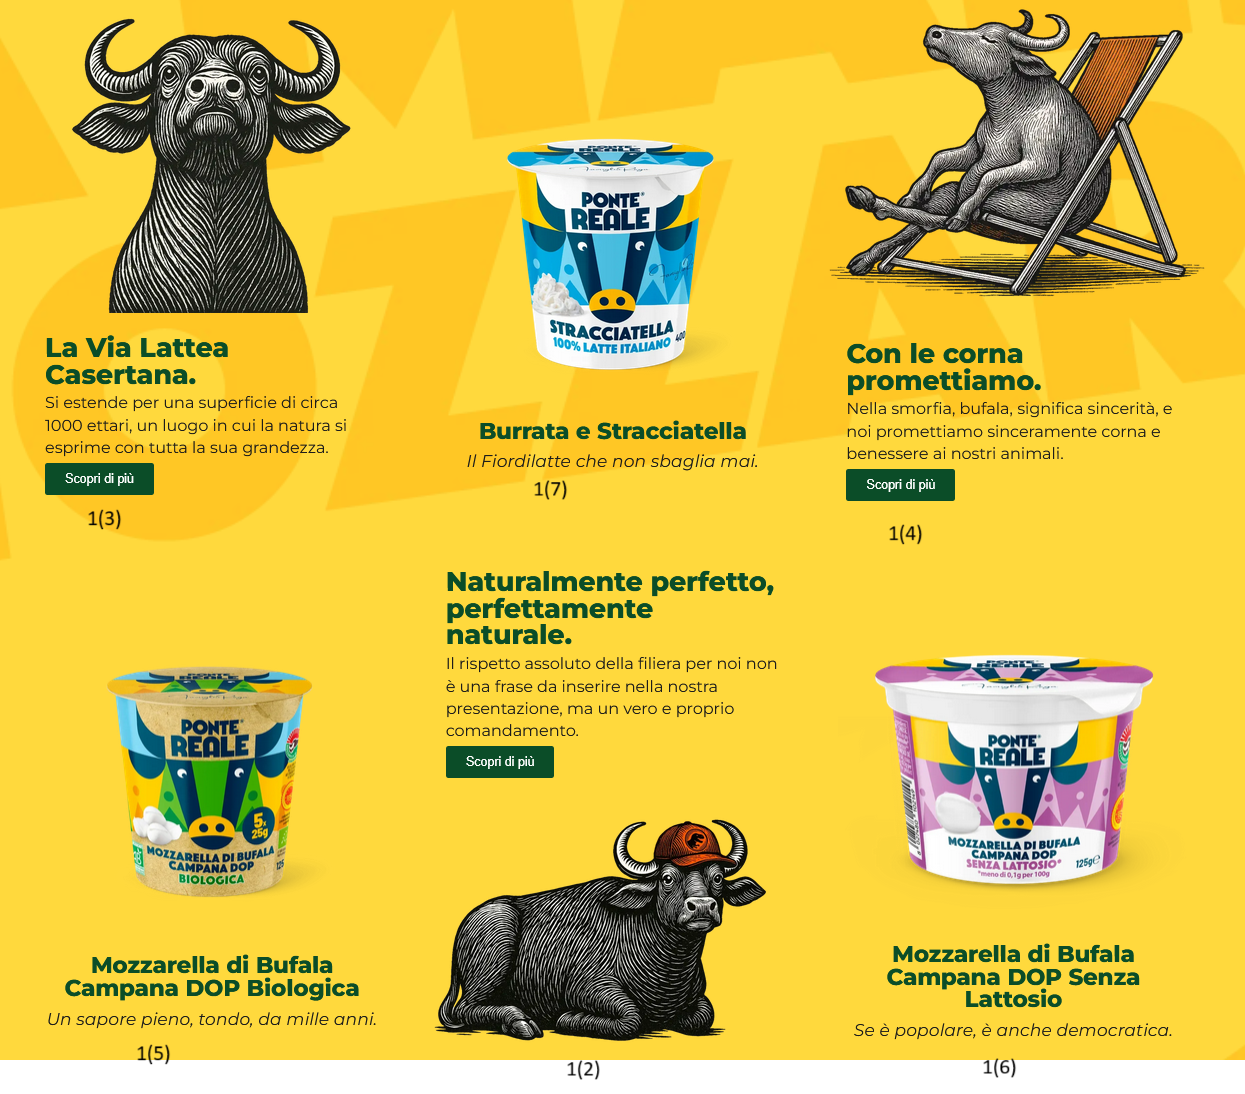 La Via Lattea
Casertana.
Si estende per una superficie di circa
1000 ettari, un luogo in cui la natura si
esprime con tutta la sua grandezza.
Scopri di più
1(3)
PONTE
REALE
PONTE
REALE
STRACCIATELLA
100% LATTE ITALIANO
400
Burrata e Stracciatella
Il Fiordilatte che non sbaglia mai.
1(7)
Con le corna
promettiamo.
Nella smorfia, bufala, significa sincerità, e
noi promettiamo sinceramente corna e
benessere ai nostri animali.
Scopri di più
1(4)
REALE
PONTE
REALE
5x
25g
MOZZARELLA DI BUFALA
CAMPANA DOP
BIOLOGICA
125
Mozzarella di Bufala
Campana DOP Biologica
Un sapore pieno, tondo, da mille anni.
1(5)
Naturalmente perfetto,
perfettamente
naturale.
Il rispetto assoluto della filiera per noi non
è una frase da inserire nella nostra
presentazione, ma un vero e proprio
comandamento.
Scopri di più
1(2)
PONTE
REALE
PONTE
REALE
MOZZARELLA DI BUFALA
CAMPANA DOP
SENZA LATTOSIO*
*meno di 0,1g per 100g
125g℮
Mozzarella di Bufala
Campana DOP Senza
Lattosio
Se è popolare, è anche democratica.
1(6)